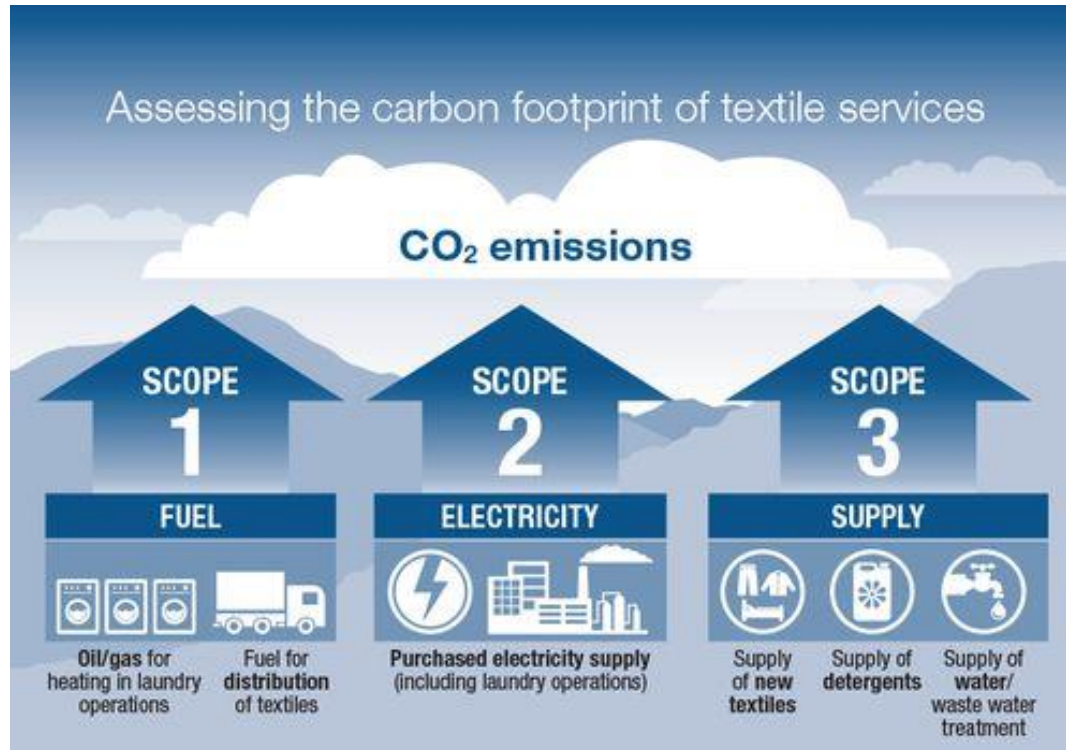 Assessing the carbon footprint of textile services
CO₂ emissions
SCOPE
1
FUEL
Oil/gas for
heating in laundry
operations
Fuel for
distribution
of textiles
SCOPE
2
ELECTRICITY
Purchased electricity supply
(including laundry operations)
SCOPE
3
SUPPLY
Supply
of new
textiles
Supply of
detergents
Supply of
water/
waste water
treatment